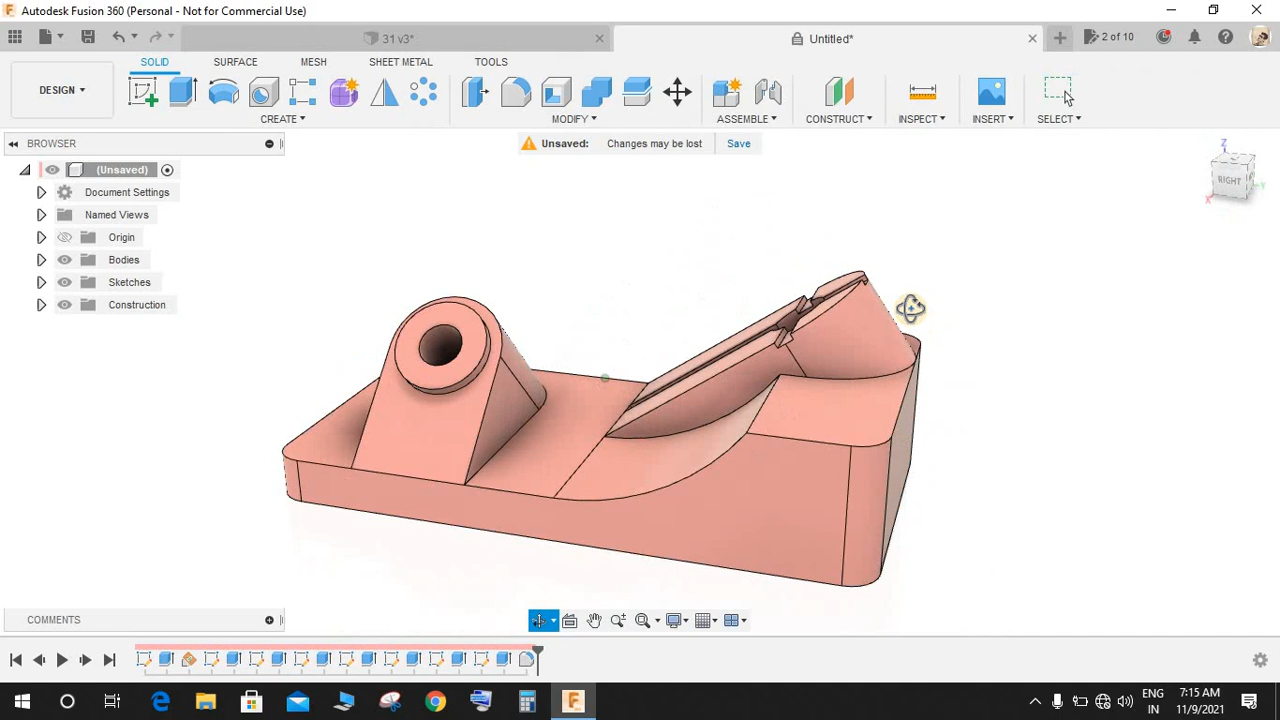 Autodesk Fusion 360 (Personal - Not for Commercial Use)
31 v3*
Untitled*
2 of 10
DESIGN
SOLID
SURFACE
MESH
SHEET METAL
TOOLS
CREATE
MODIFY
ASSEMBLE
CONSTRUCT
INSPECT
INSERT
SELECT
BROWSER
Unsaved: Changes may be lost
Save
(Unsaved)
Document Settings
Named Views
Origin
Bodies
Sketches
Construction
Z
RIGHT
X
Y
COMMENTS
ENG
IN
7:15 AM
11/9/2021